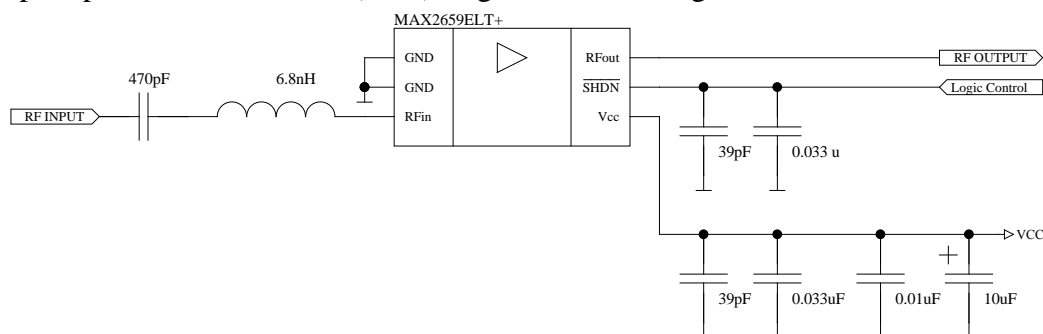 MAX2659ELT+
GND
RFout
RF OUTPUT
470pF
6.8nH
GND
SHDN
Logic Control
RF INPUT
RFin
Vcc
39pF
0.033 u
VCC
39pF
0.033uF
0.01uF
10uF